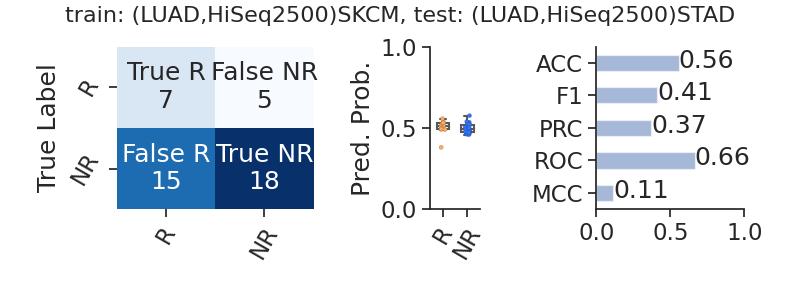 train: (LUAD,HiSeq2500)SKCM, test: (LUAD,HiSeq2500)STAD
True Label
R
NR
True R
7
False NR
5
False R
15
True NR
18
R
NR
Pred. Prob.
1.0
0.5
0.0
R
NR
ACC
0.56
F1
0.41
PRC
0.37
ROC
0.66
MCC
0.11
0.0
0.5
1.0